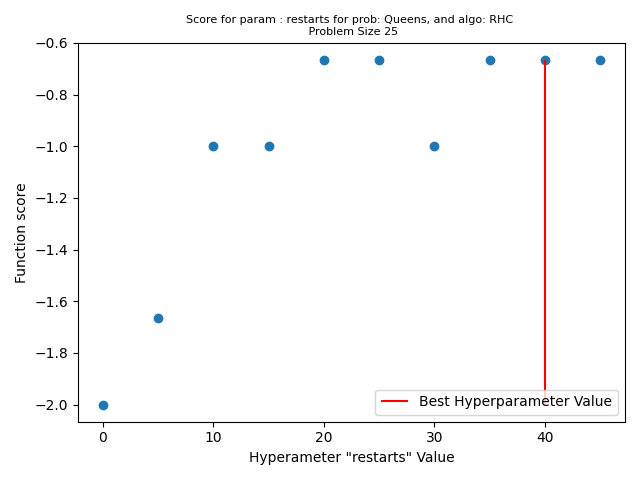 Score for param : restarts for prob: Queens, and algo: RHC
Problem Size 25
−0.6
−0.8
−1.0
−1.2
−1.4
−1.6
−1.8
−2.0
Function score
Best Hyperparameter Value
0 10 20 30 40
Hyperameter "restarts" Value